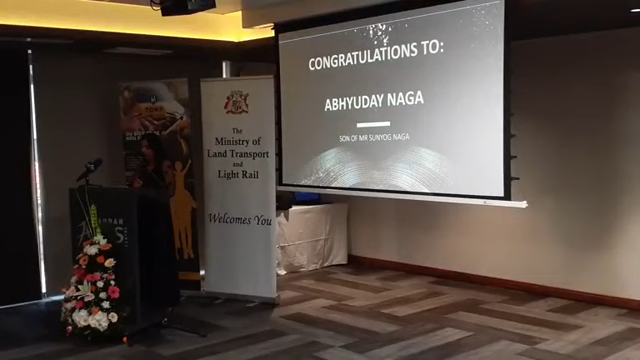 CONGRATULATIONS TO:
ABHYUDAY NAGA
SON OF MR SUNYOG NAGA
The
Ministry of
Land Transport
and
Light Rail
Welcomes You